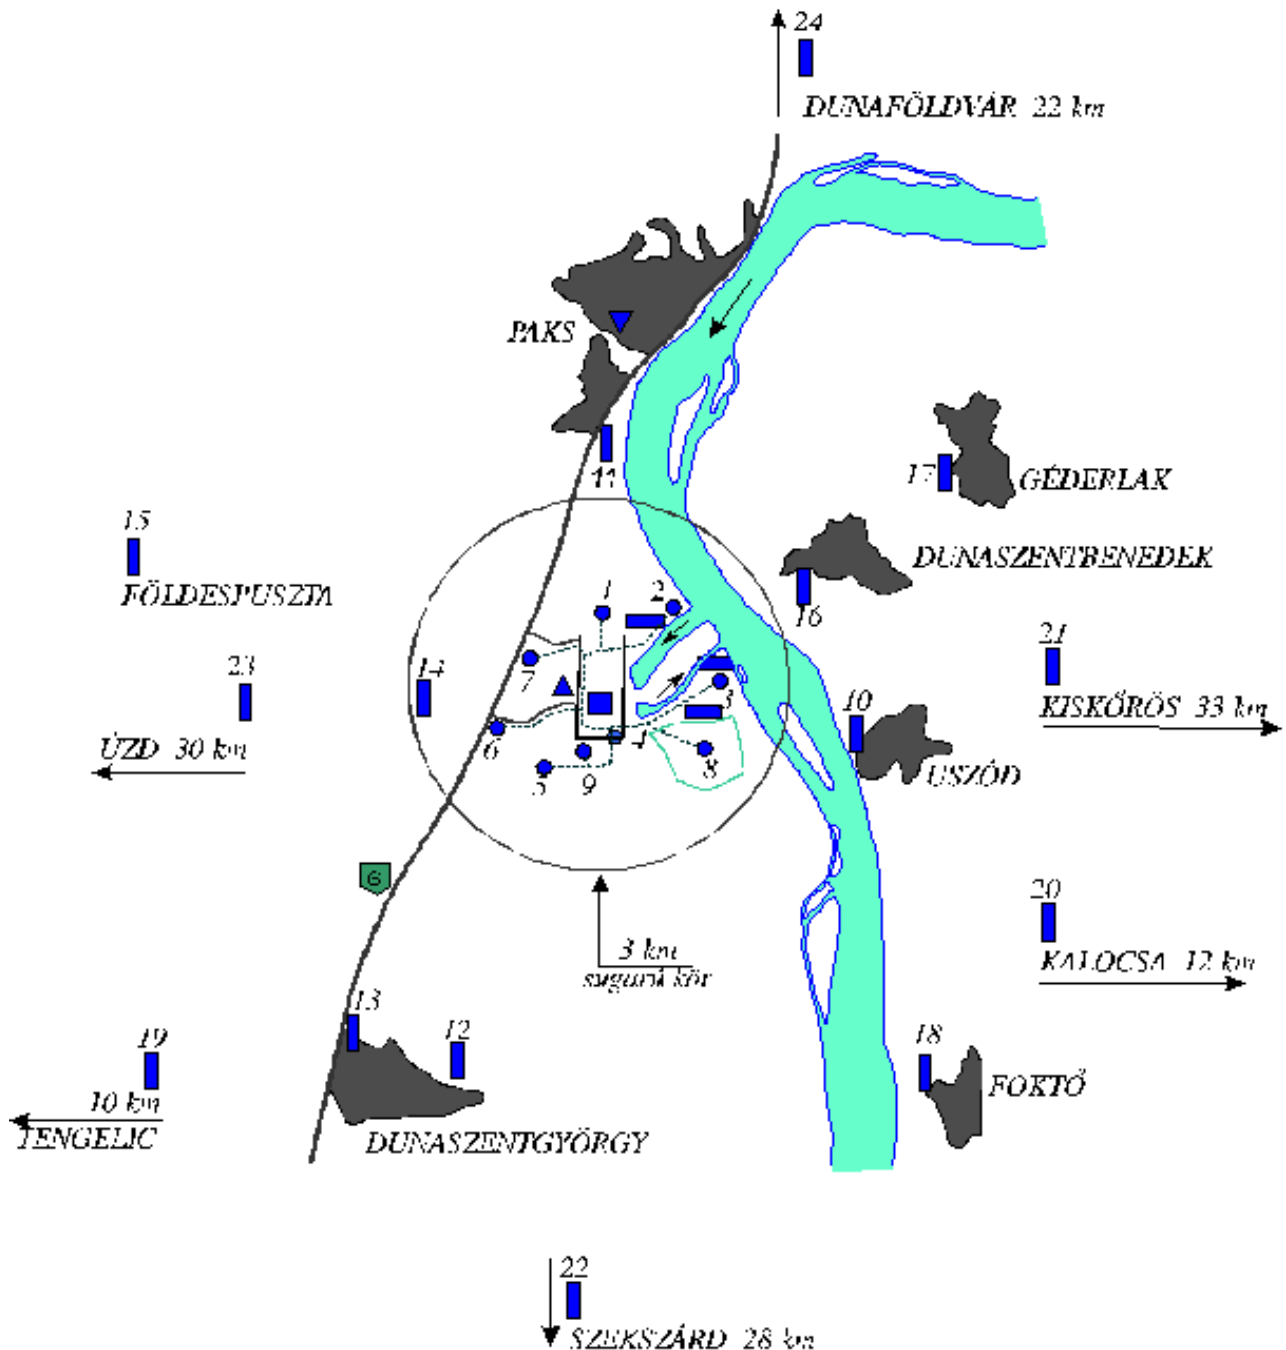 24
DUNAFÖLDVÁR 22 km
PAKS
11
17
GÉDERLAK
15
FÖLDESPUSZTA
DUNASZENTBENEDEK
16
1
2
7
14
3
23
ÚZD 30 km
21
KISKŐRÖS 33 km
10
USZÓD
6
4
5
9
8
6
20
KALOCSA 12 km
3 km
sugarú kör
13
12
19
10 km
TENGELIC
18
FOKTŐ
DUNASZENTGYÖRGY
22
SZEKSZÁRD 28 km